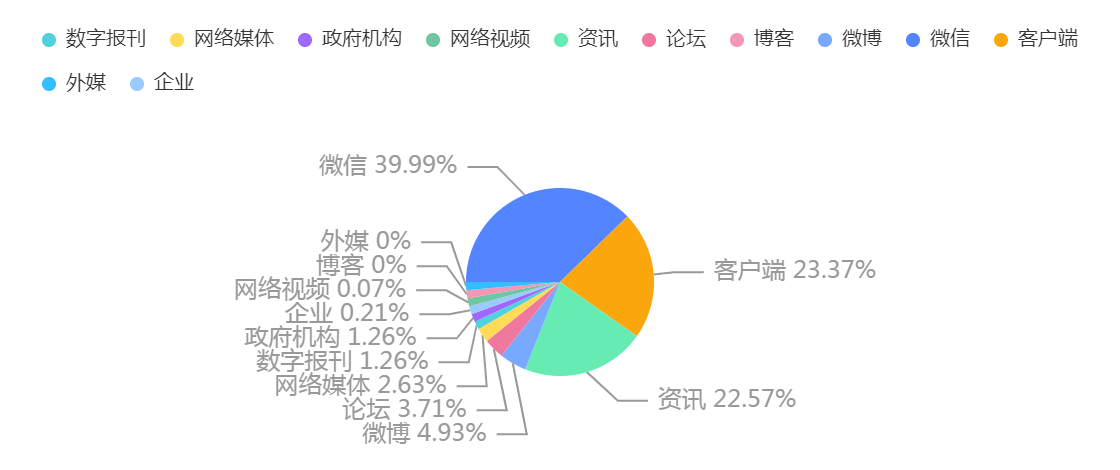 数字报刊 网络媒体 政府机构 网络视频 资讯 论坛 博客 微博 微信 客户端
外媒 企业
微信 39.99%
外媒 0%
博客 0%
网络视频 0.07%
企业 0.21%
政府机构 1.26%
数字报刊 1.26%
网络媒体 2.63%
论坛 3.71%
微博 4.93%
客户端 23.37%
资讯 22.57%